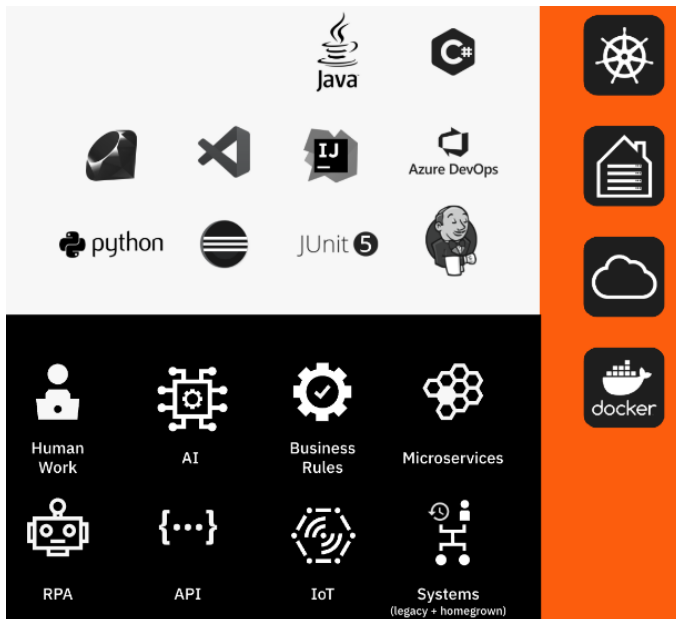 Java
C#
IJ
Azure DevOps
python
JUnit 5
docker
Human
Work
AI
Business
Rules
Microservices
{···}
RPA
API
IoT
Systems
(legacy + homegrown)